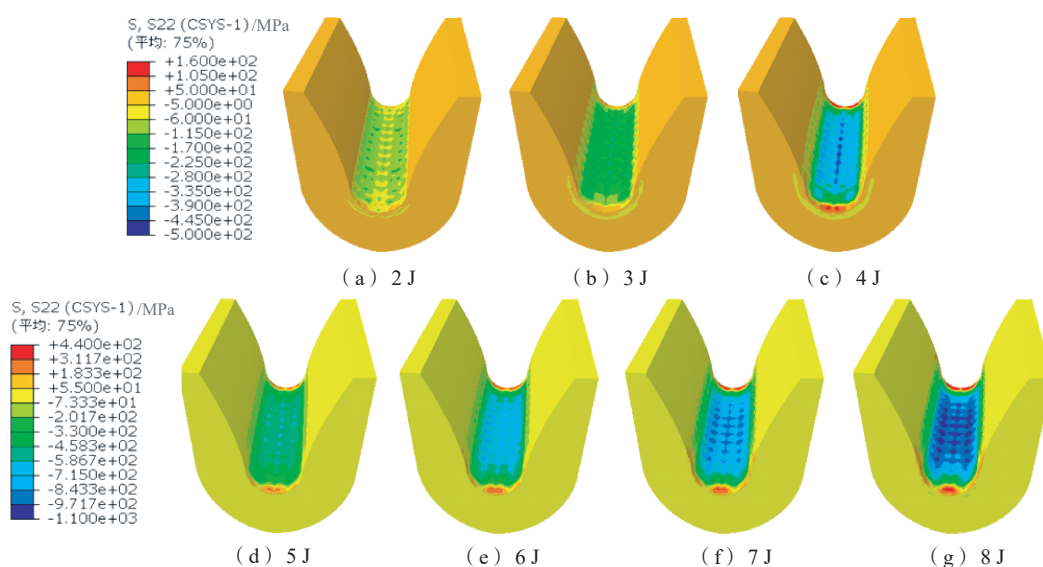 S, S22 (CSYS-1) /MPa
(平均: 75%)
+1.600e+02
+1.050e+02
+5.000e+01
-5.000e+00
-6.000e+01
-1.150e+02
-1.700e+02
-2.250e+02
-2.800e+02
-3.350e+02
-3.900e+02
-4.450e+02
-5.000e+02
(a) 2 J
(b) 3 J
(c) 4 J
S, S22 (CSYS-1) /MPa
(平均: 75%)
+4.400e+02
+3.117e+02
+1.833e+02
+5.500e+01
-7.333e+01
-2.017e+02
-3.300e+02
-4.583e+02
-5.867e+02
-7.150e+02
-8.433e+02
-9.717e+02
-1.100e+03
(d) 5 J
(e) 6 J
(f) 7 J
(g) 8 J